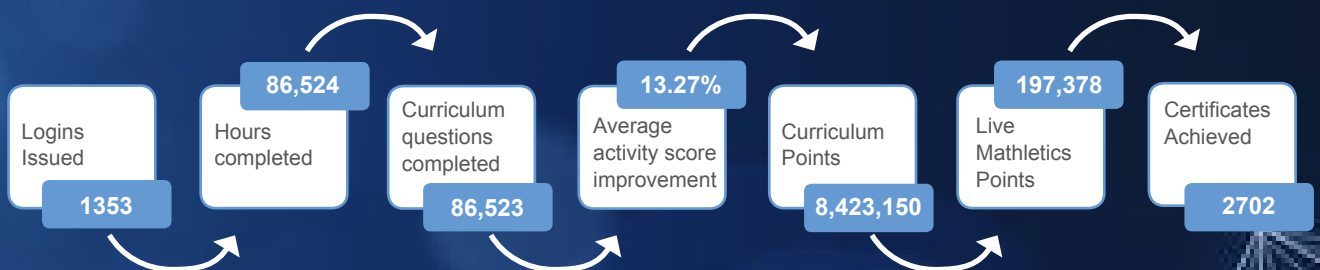 Logins
Issued
1353
86,524
Hours
completed
Curriculum
questions
completed
86,523
13.27%
Average
activity score
improvement
Curriculum
Points
8,423,150
197,378
Live
Mathletics
Points
Certificates
Achieved
2702